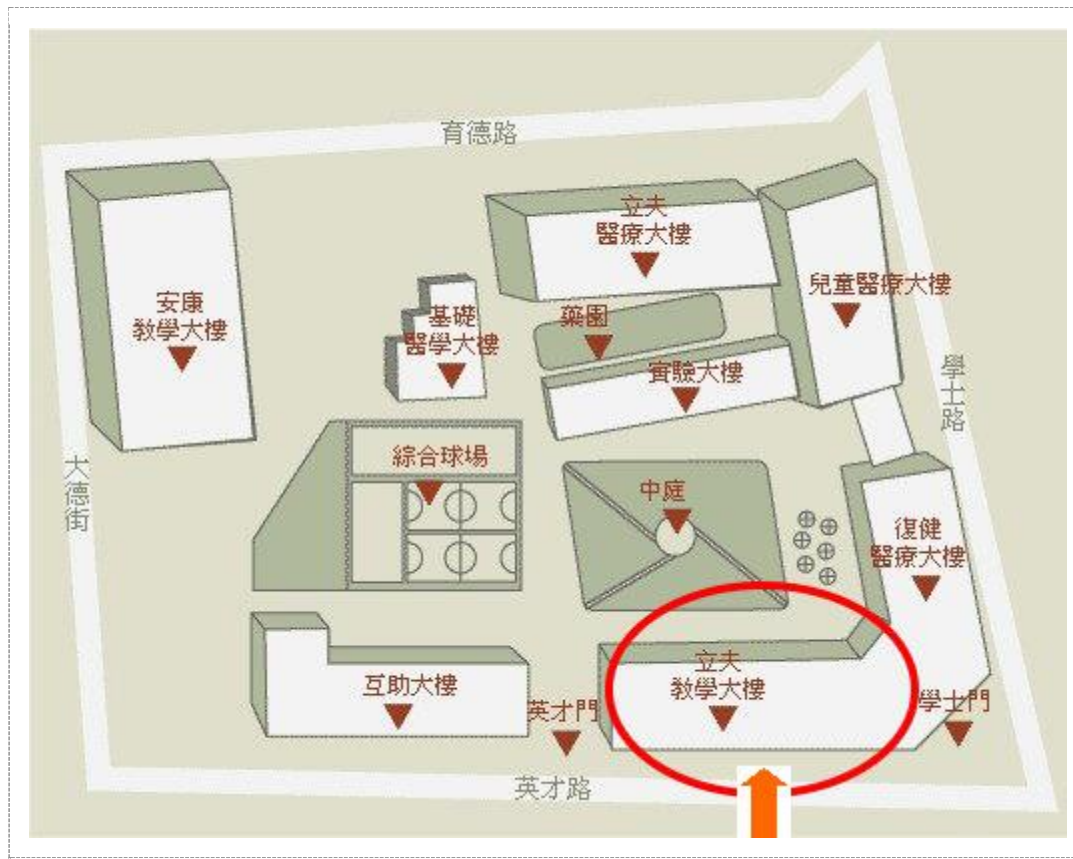 育德路
立夫
醫療大樓
兒童醫療大樓
安康
教學大樓
基礎
醫學大樓
藥園
實驗大樓
學士路
綜合球場
大德街
中庭
復健
醫療大樓
立夫
教學大樓
互助大樓
英才門
學士門
英才路